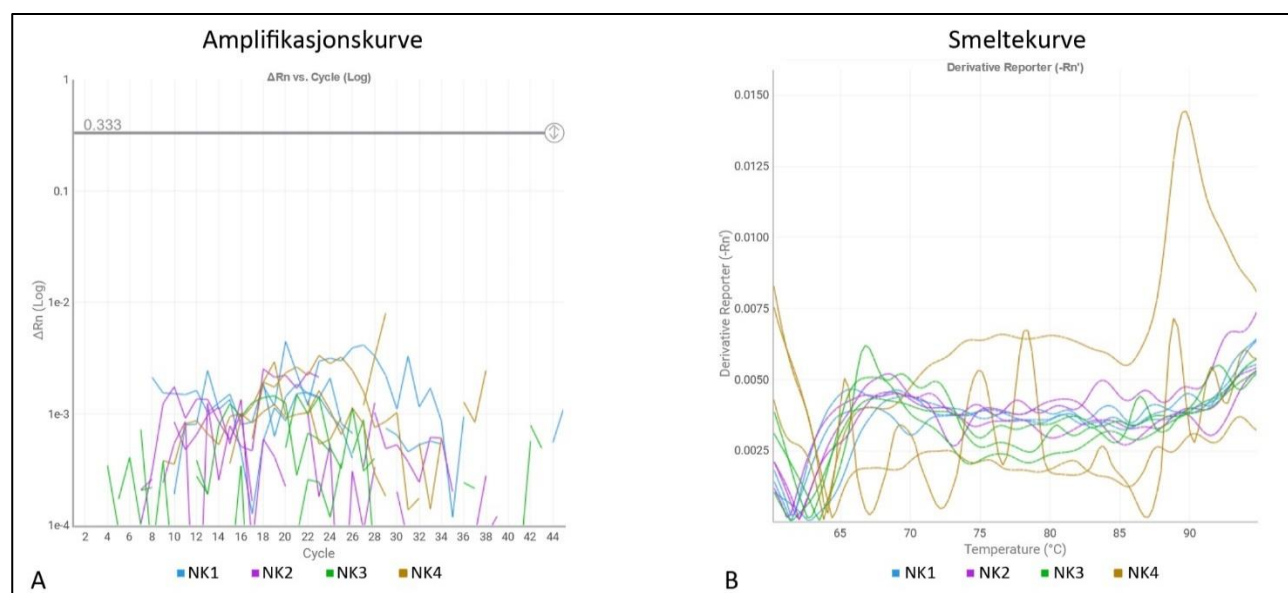 Amplifikasjonskurve
ΔRn vs. Cycle (Log)
1
0.333
0.1
1e-2
1e-3
1e-4
ΔRn (Log)
2 4 6 8 10 12 14 16 18 20 22 24 26 28 30 32 34 36 38 40 42 44
Cycle
NK1 NK2 NK3 NK4
A
Smeltekurve
Derivative Reporter (-Rn')
0.0150
0.0125
0.0100
0.0075
0.0050
0.0025
Derivative Reporter (-Rn')
65 70 75 80 85 90
Temperature (°C)
NK1 NK2 NK3 NK4
B